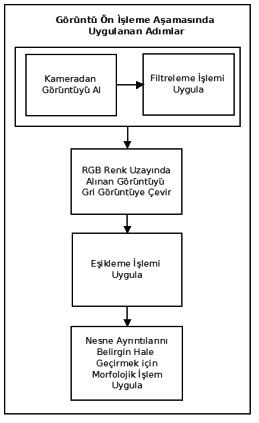 Görüntü Ön İşleme Aşamasında
Uygulanan Adımlar
Kameradan
Görüntüyü Al
Filtreleme İşlemi
Uygula
RGB Renk Uzayında
Alınan Görüntüyü
Gri Görüntüye Çevir
Eşikleme İşlemi
Uygula
Nesne Ayrıntılarını
Belirgin Hale
Geçirmek için
Morfolojik İşlem
Uygula